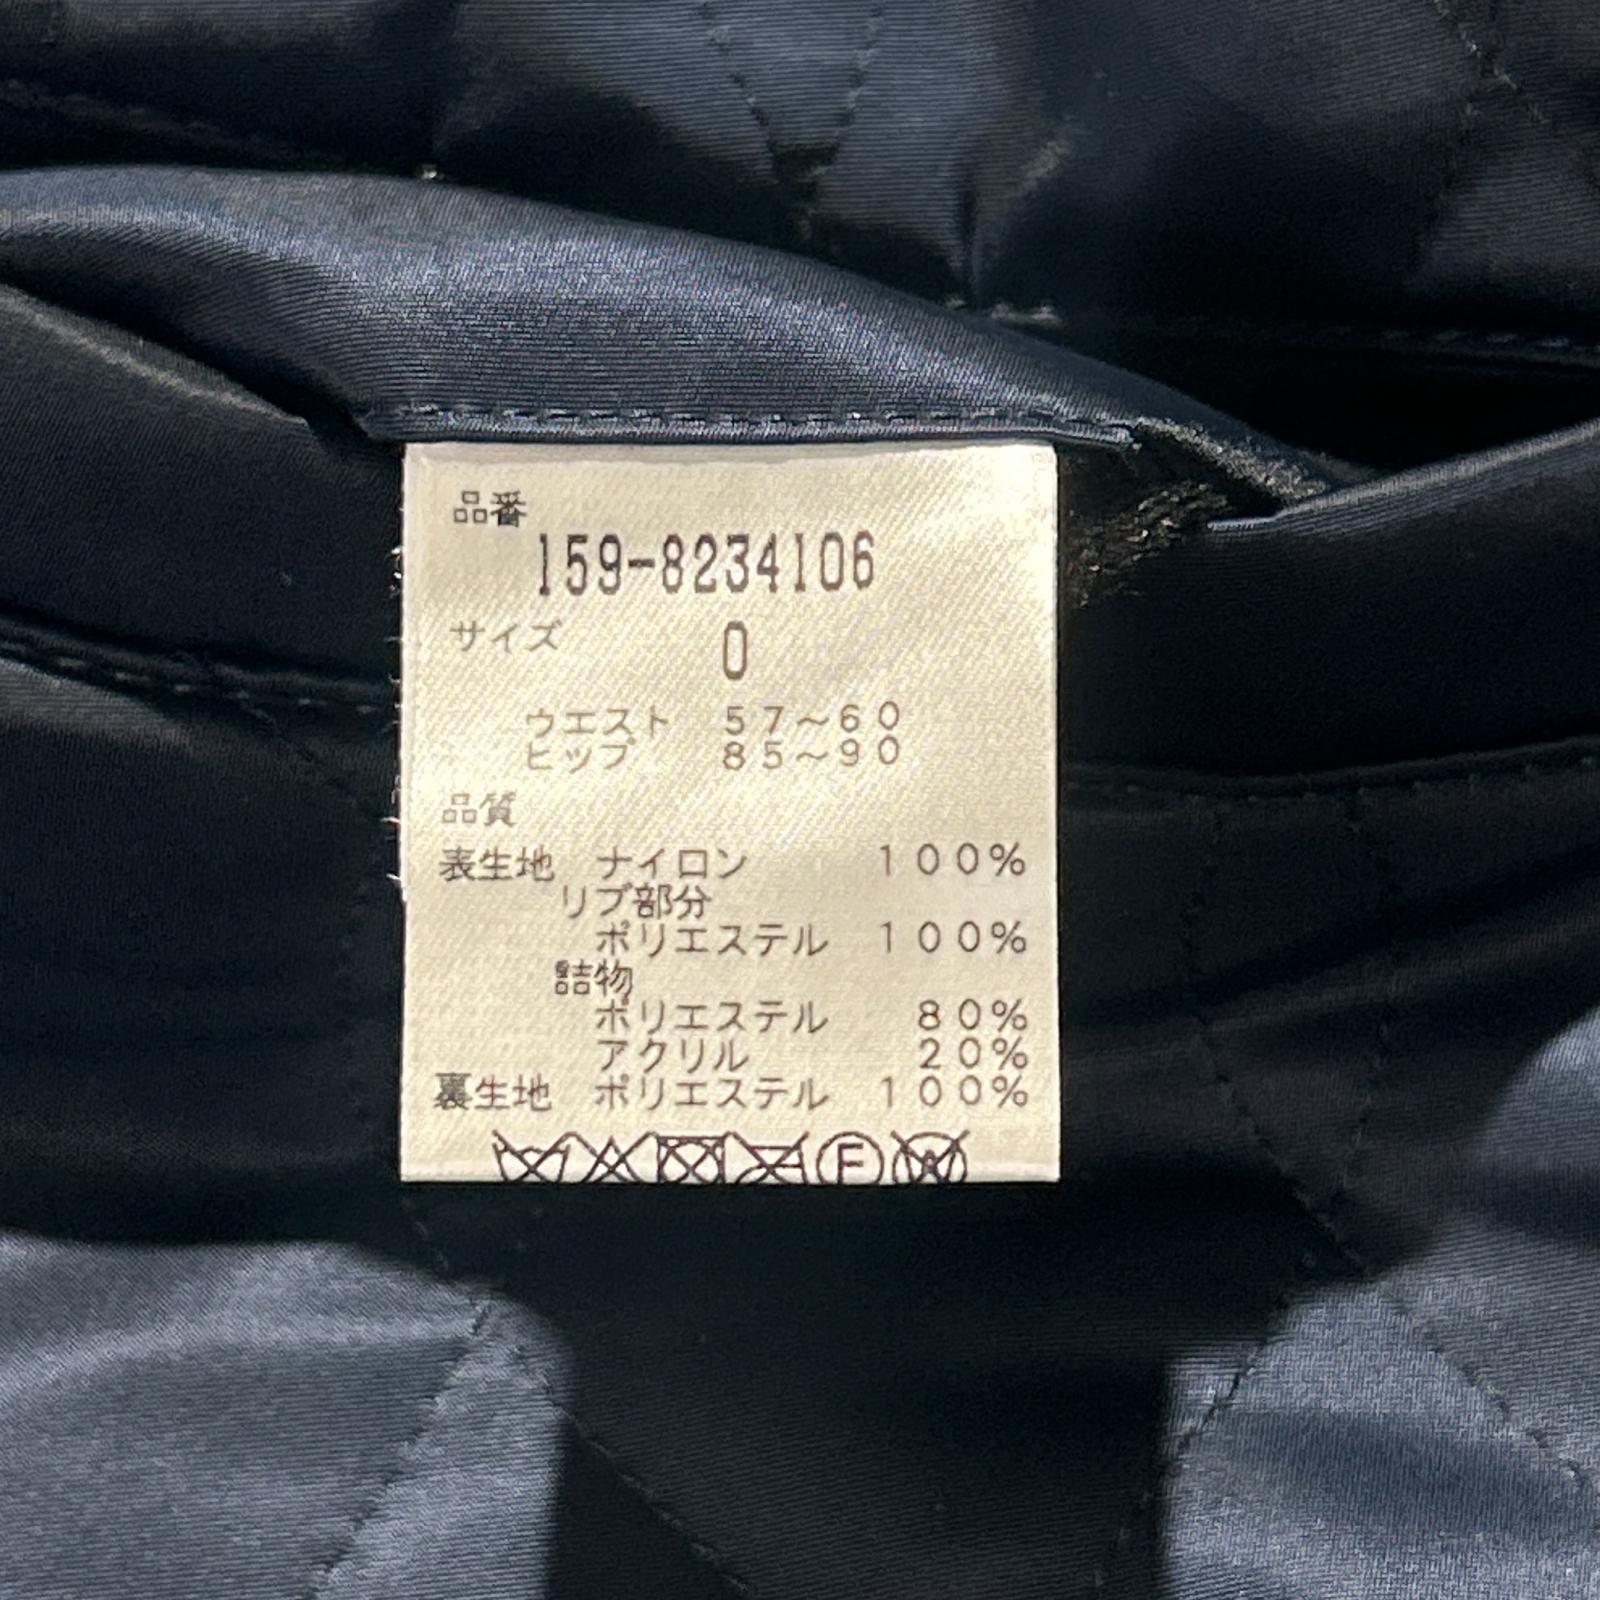 品番
159-8234106
サイズ 0
ウエスト 57~60
ヒップ 85~90
品質
表生地 ナイロン 100%
リブ部分
ポリエステル 100%
詰物
ポリエステル 80%
アクリル 20%
裏生地 ポリエステル 100%
F W